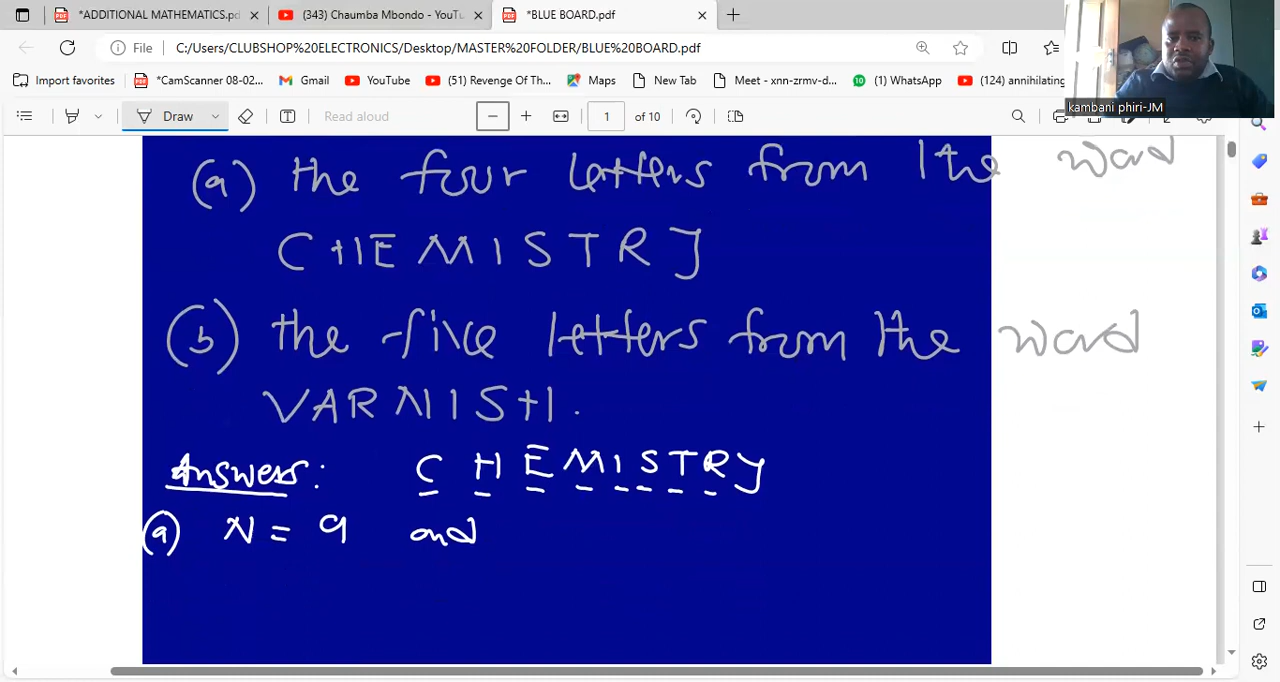 *ADDITIONAL MATHEMATICS.pd
(343) Chaumba Mbondo - YouTu
*BLUE BOARD.pdf
File
C:/Users/CLUBSHOP%20ELECTRONICS/Desktop/MASTER%20FOLDER/BLUE%20BOARD.pdf
Import favorites
*CamScanner 08-02...
Gmail
YouTube
(51) Revenge Of Th...
Maps
New Tab
Meet - xnn-zrmv-d...
(1) WhatsApp
(124) annihilating
kambani phiri-JM
Draw
Read aloud
1
of 10
(a) the four letters from the word
CHEMISTRY
(b) the five letters from the word
VARNISH.
Answers: CHEMISTRY
(a) N = 9 and